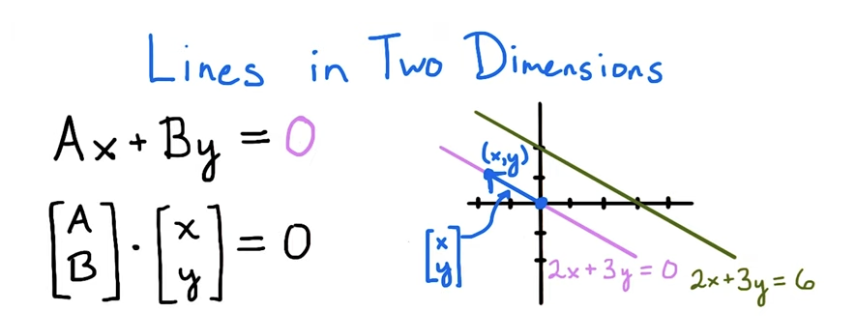 Lines in Two Dimensions
Ax + By = 0
[A
B] · [x
y] = 0
(x,y)
[x
y]
2x+3y = 0
2x+3y = 6